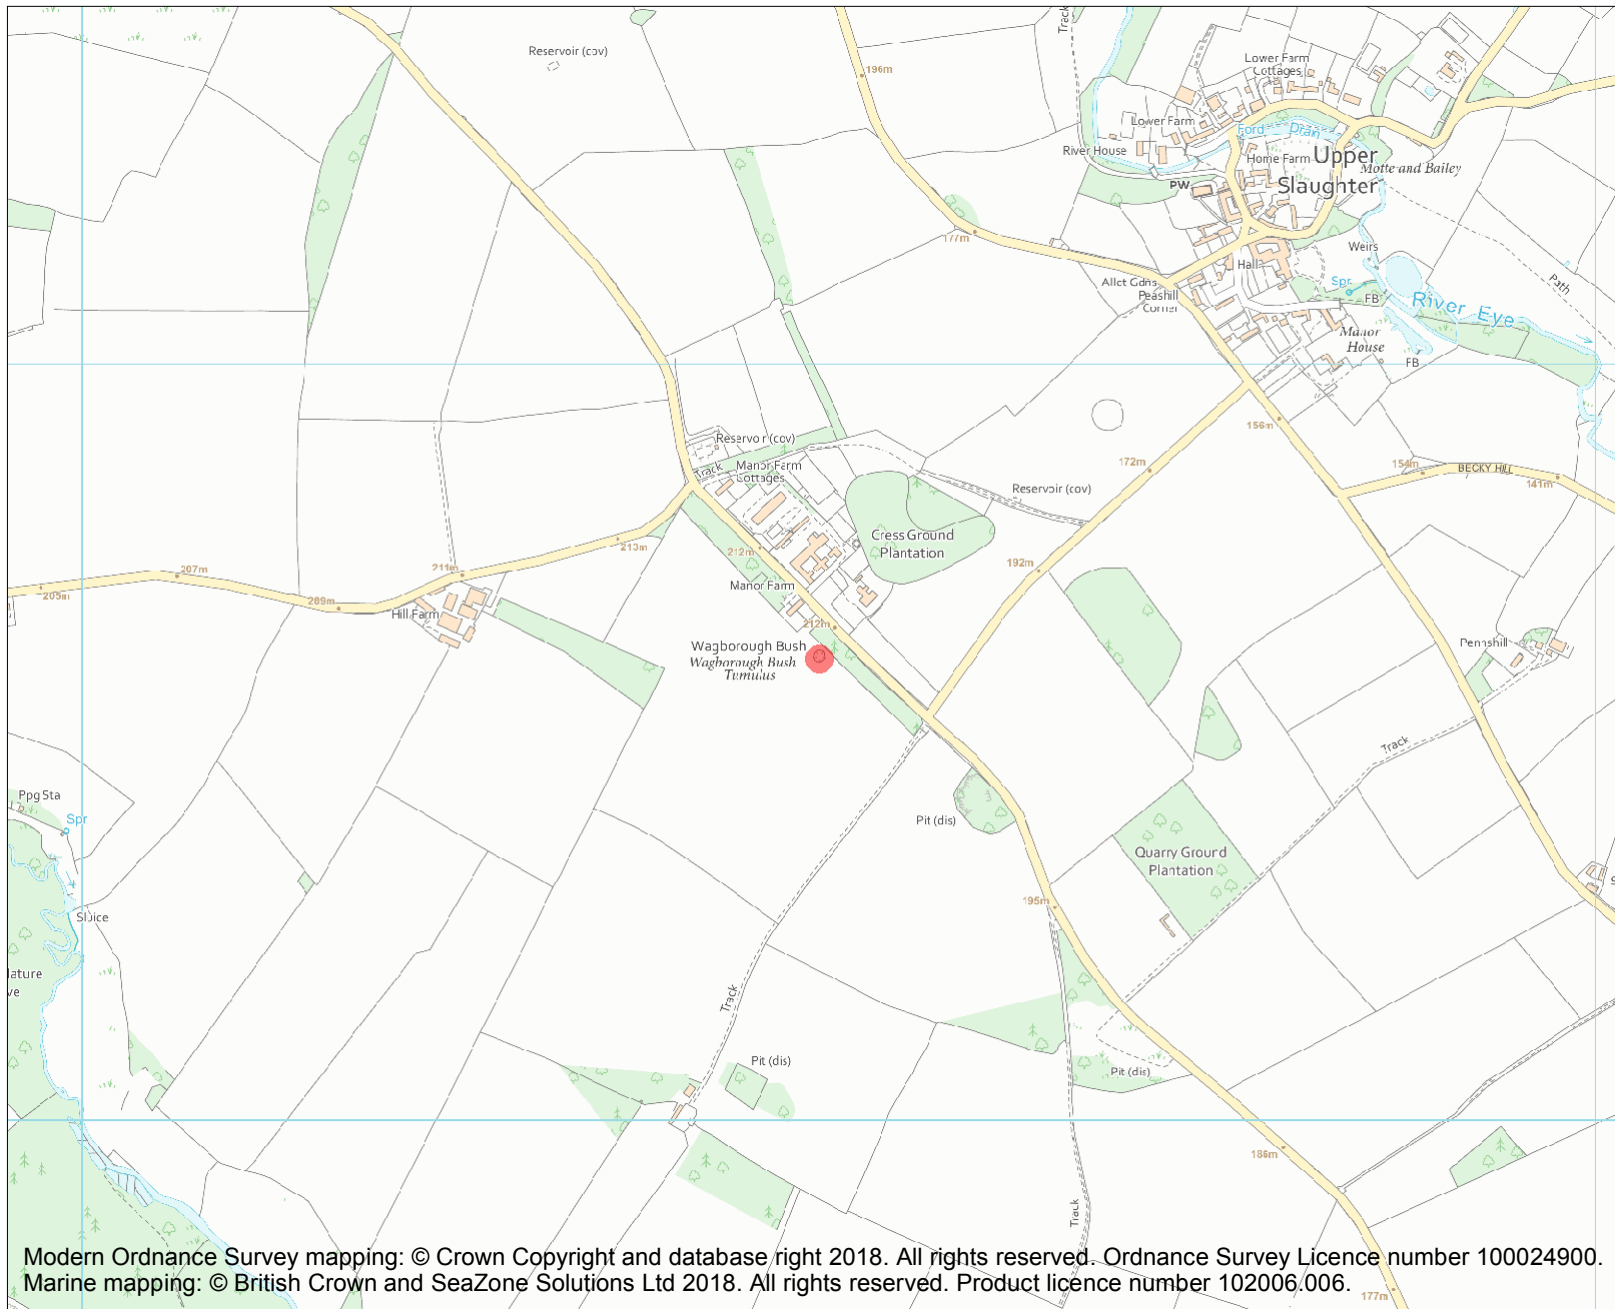 Reservoir (cov)
196m
Track
Lower Farm
Cottages
Lower Farm
Ford
Drain
River House
Home Farm
Upper
Slaughter
Motte and Bailey
PW
177m
Weirs
Hall
Spr
Allot Gdns
Peashill
Corner
FB
River Eye
Path
Manor
House
FB
156m
Reservoir (cov)
Track
Manor Farm
Cottages
172m
154m
BECKY HILL
141m
Reservoir (cov)
Cress Ground
Plantation
213m
212m
192m
211m
207m
205m
209m
Hill Farm
Manor Farm
212m
Wagborough Bush
Wagborough Bush
Tumulus
Pennshill
Track
Ppg Sta
Spr
Pit (dis)
Quarry Ground
Plantation
195m
Sluice
S
lature
ve
Track
Pit (dis)
Pit (dis)
186m
Track
Modern Ordnance Survey mapping: © Crown Copyright and database right 2018. All rights reserved. Ordnance Survey Licence number 100024900.
Marine mapping: © British Crown and SeaZone Solutions Ltd 2018. All rights reserved. Product licence number 102006.006.
177m